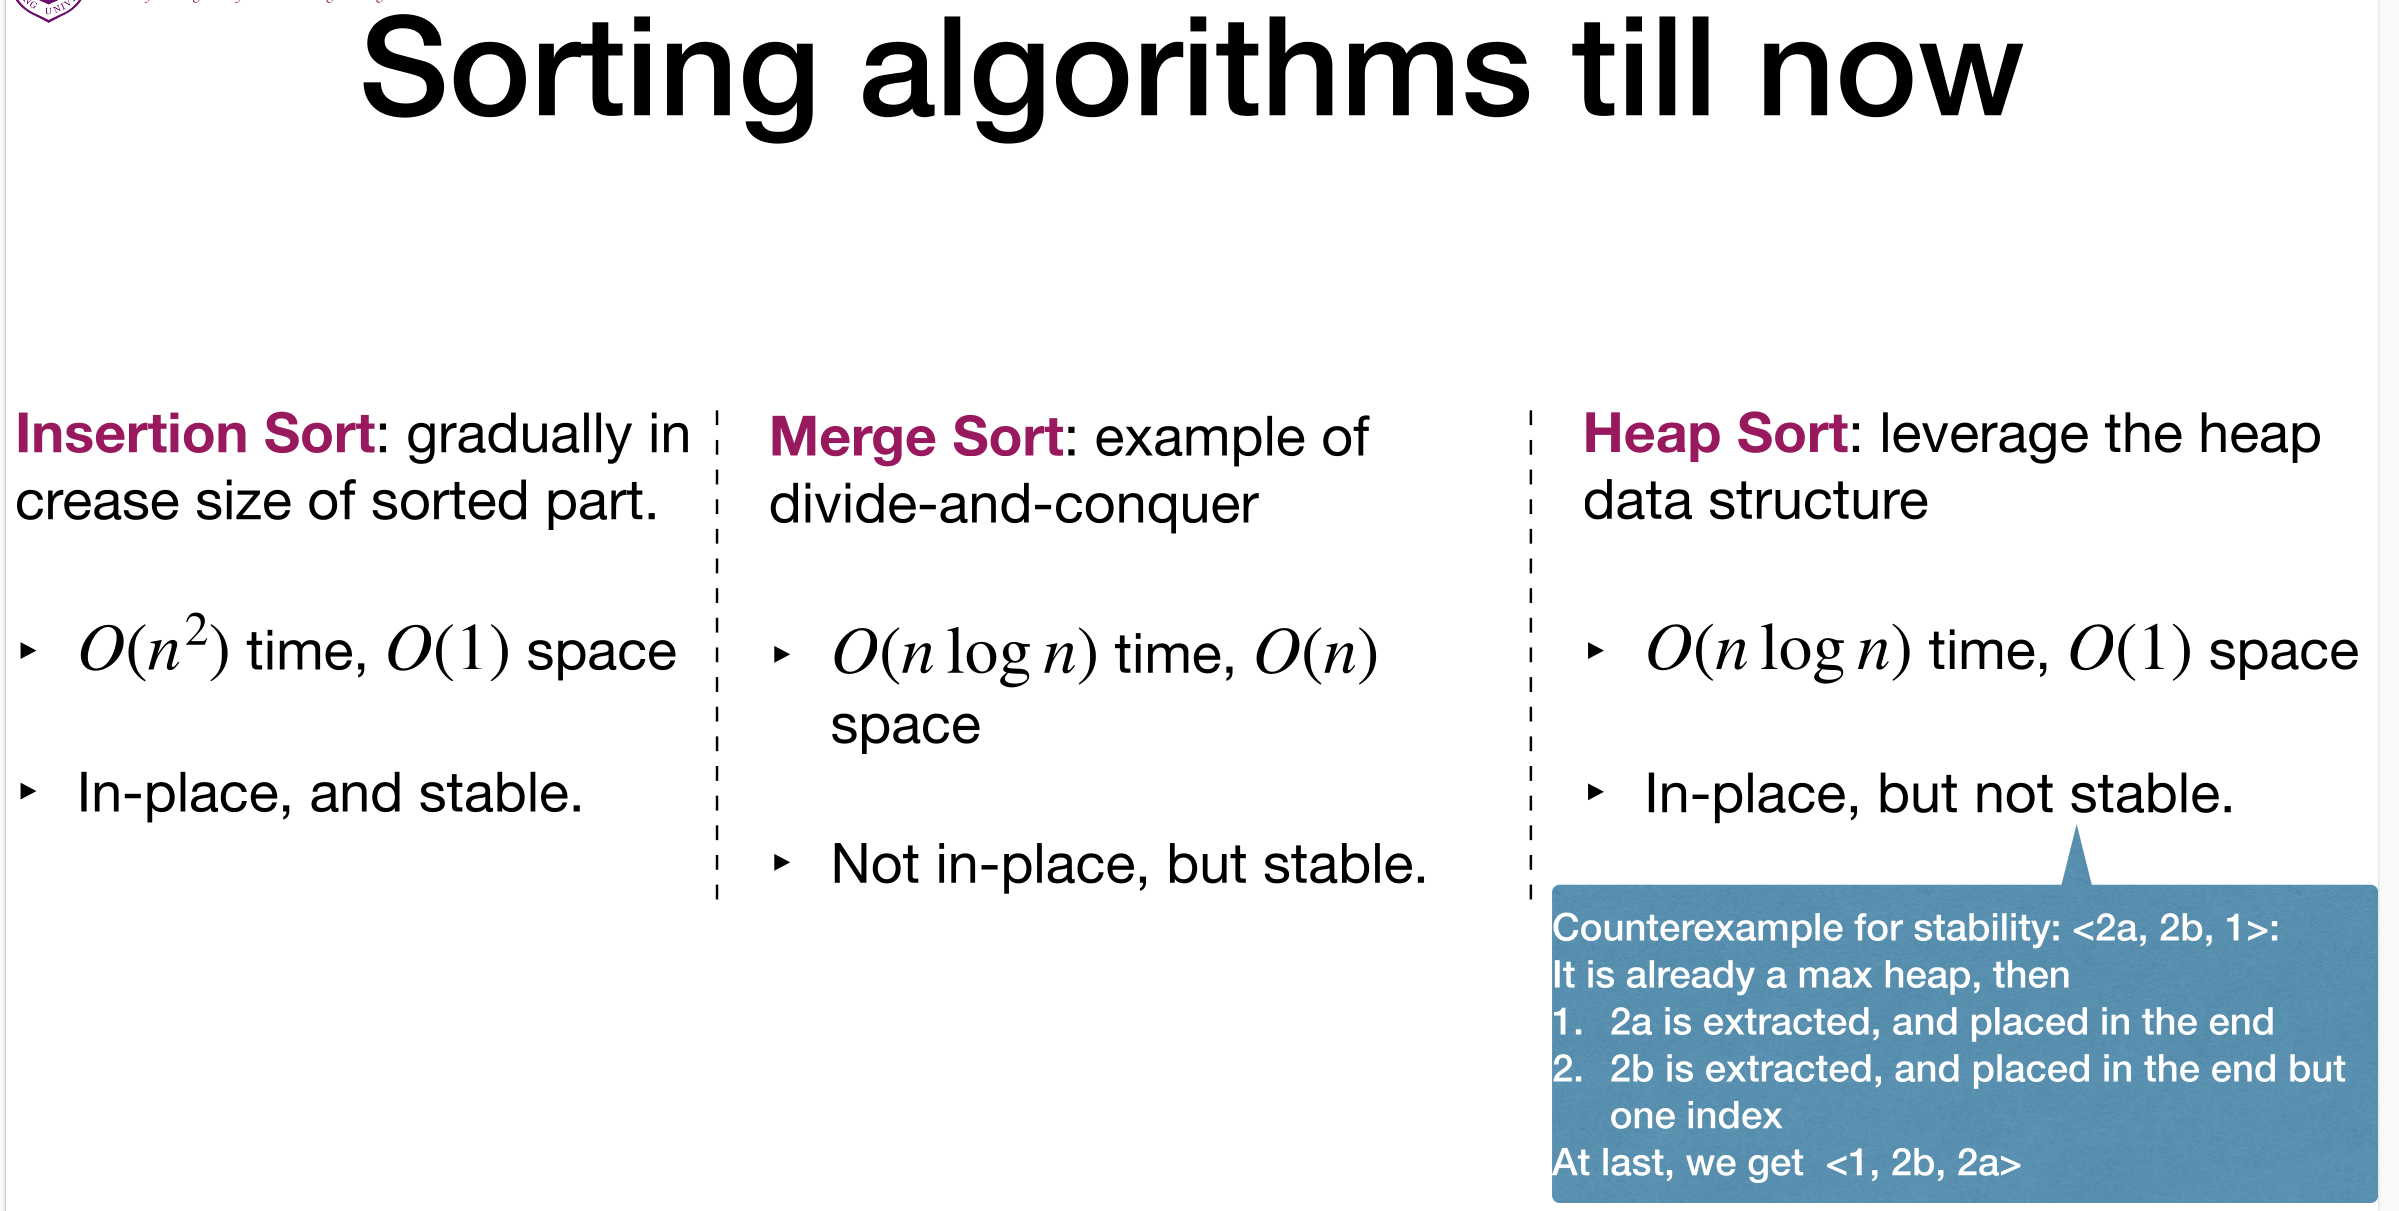 Sorting algorithms till now
Insertion Sort: gradually in
crease size of sorted part.
‣ O(n²) time, O(1) space
‣ In-place, and stable.
Merge Sort: example of
divide-and-conquer
‣ O(n log n) time, O(n)
space
‣ Not in-place, but stable.
Heap Sort: leverage the heap
data structure
‣ O(n log n) time, O(1) space
‣ In-place, but not stable.
Counterexample for stability: <2a, 2b, 1>:
It is already a max heap, then
1. 2a is extracted, and placed in the end
2. 2b is extracted, and placed in the end but
one index
At last, we get <1, 2b, 2a>